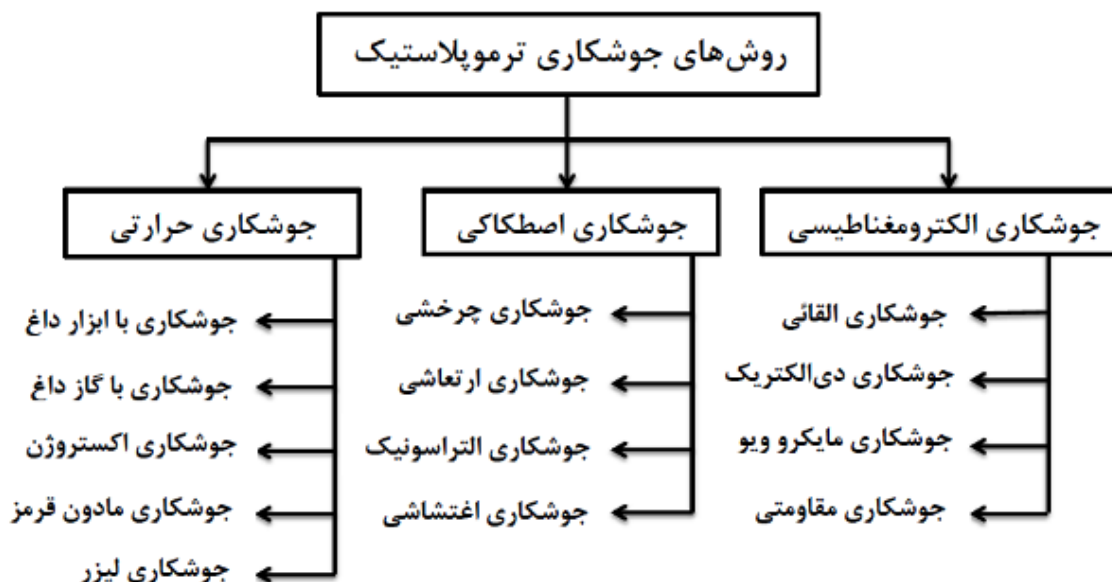 روش‌های جوشکاری ترموپلاستیک
جوشکاری الکترومغناطیسی
جوشکاری القائی
جوشکاری دی‌الکتریک
جوشکاری مایکرو ویو
جوشکاری مقاومتی
جوشکاری اصطکاکی
جوشکاری چرخشی
جوشکاری ارتعاشی
جوشکاری التراسونیک
جوشکاری اغتشاشی
جوشکاری حرارتی
جوشکاری با ابزار داغ
جوشکاری با گاز داغ
جوشکاری اکستروژن
جوشکاری مادون قرمز
جوشکاری لیزر